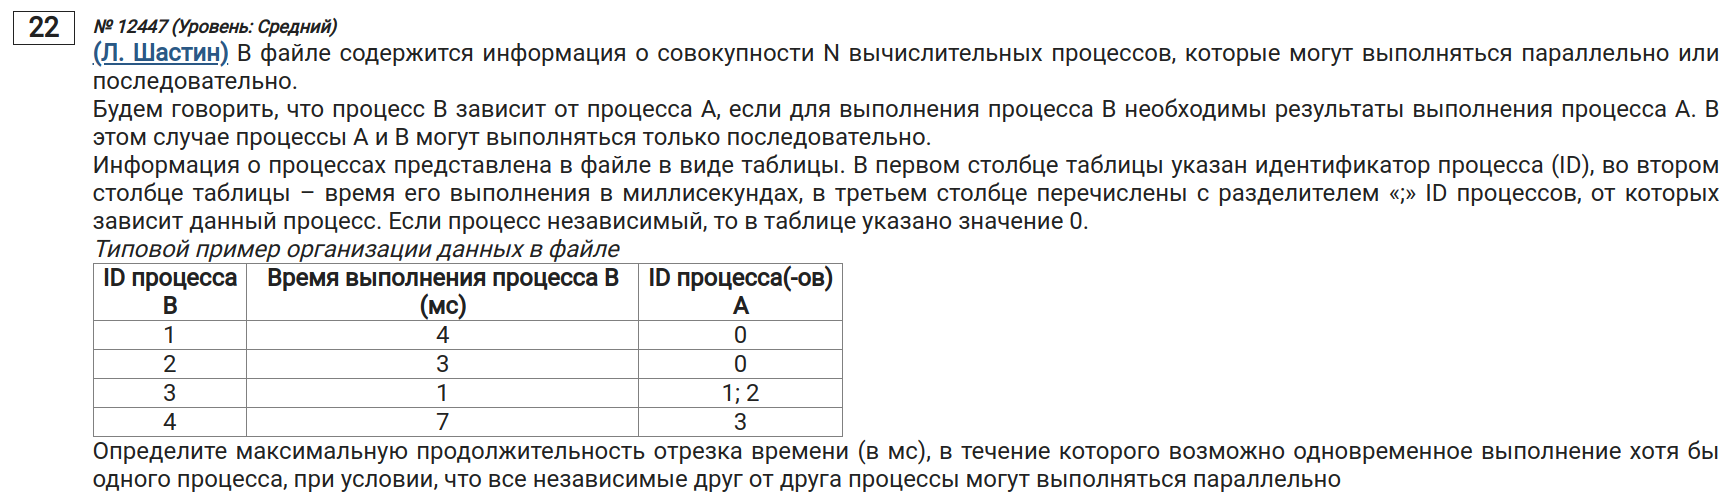 22
№ 12447 (Уровень: Средний)
(Л. Шастин) В файле содержится информация о совокупности N вычислительных процессов, которые могут выполняться параллельно или
последовательно.
Будем говорить, что процесс B зависит от процесса A, если для выполнения процесса B необходимы результаты выполнения процесса A. В
этом случае процессы A и B могут выполняться только последовательно.
Информация о процессах представлена в файле в виде таблицы. В первом столбце таблицы указан идентификатор процесса (ID), во втором
столбце таблицы – время его выполнения в миллисекундах, в третьем столбце перечислены с разделителем «;» ID процессов, от которых
зависит данный процесс. Если процесс независимый, то в таблице указано значение 0.
Типовой пример организации данных в файле
ID процесса B	Время выполнения процесса B (мс)	ID процесса(-ов) A
1	4	0
2	3	0
3	1	1; 2
4	7	3
Определите максимальную продолжительность отрезка времени (в мс), в течение которого возможно одновременное выполнение хотя бы
одного процесса, при условии, что все независимые друг от друга процессы могут выполняться параллельно